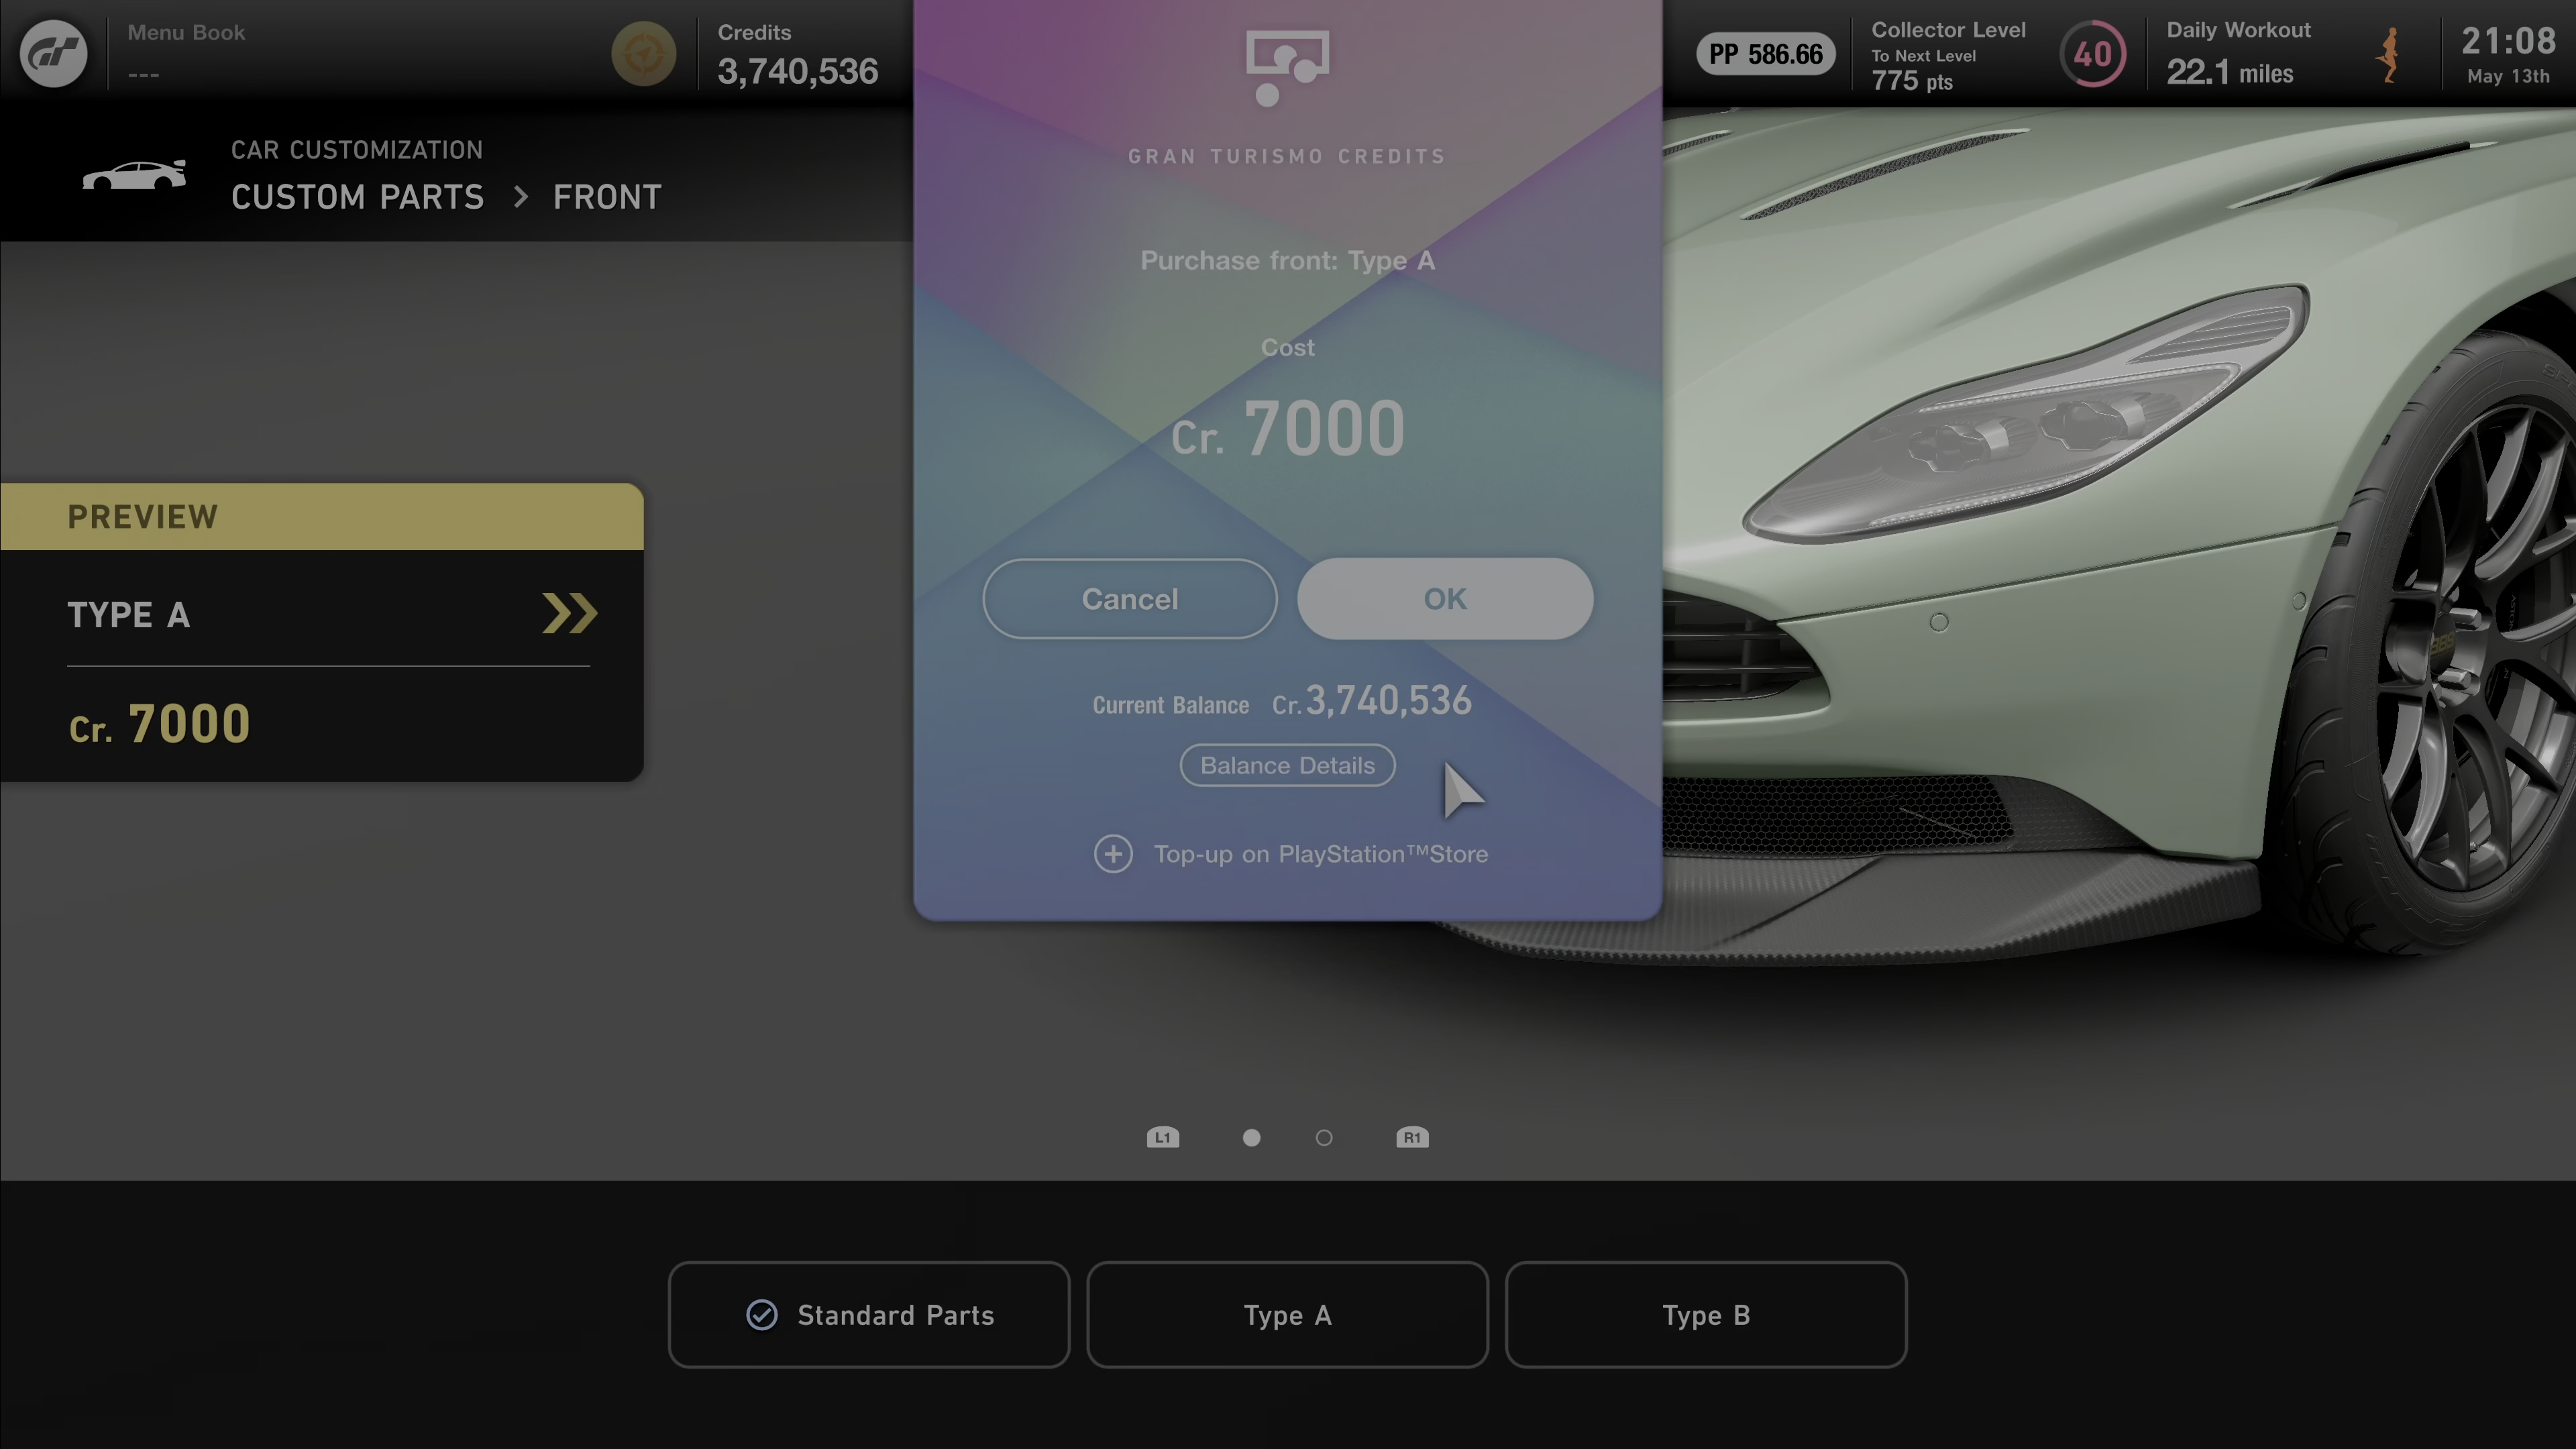 Menu Book
---
Credits
3,740,536
PP 586.66
Collector Level
To Next Level
775 pts
40
Daily Workout
22.1 miles
21:08
May 13th
CAR CUSTOMIZATION
CUSTOM PARTS > FRONT
GRAN TURISMO CREDITS
Purchase front: Type A
Cost
Cr. 7000
Cancel
OK
Current Balance Cr.3,740,536
Balance Details
Top-up on PlayStation™Store
PREVIEW
TYPE A
Cr. 7000
BBS
L1
R1
Standard Parts
Type A
Type B